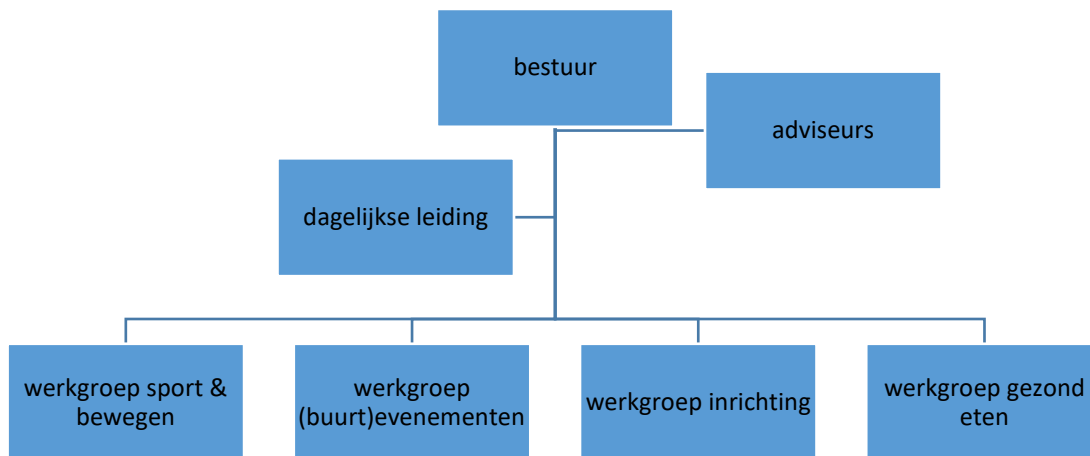 bestuur
adviseurs
dagelijkse leiding
werkgroep sport &
bewegen
werkgroep
(buurt)evenementen
werkgroep inrichting
werkgroep gezond
eten